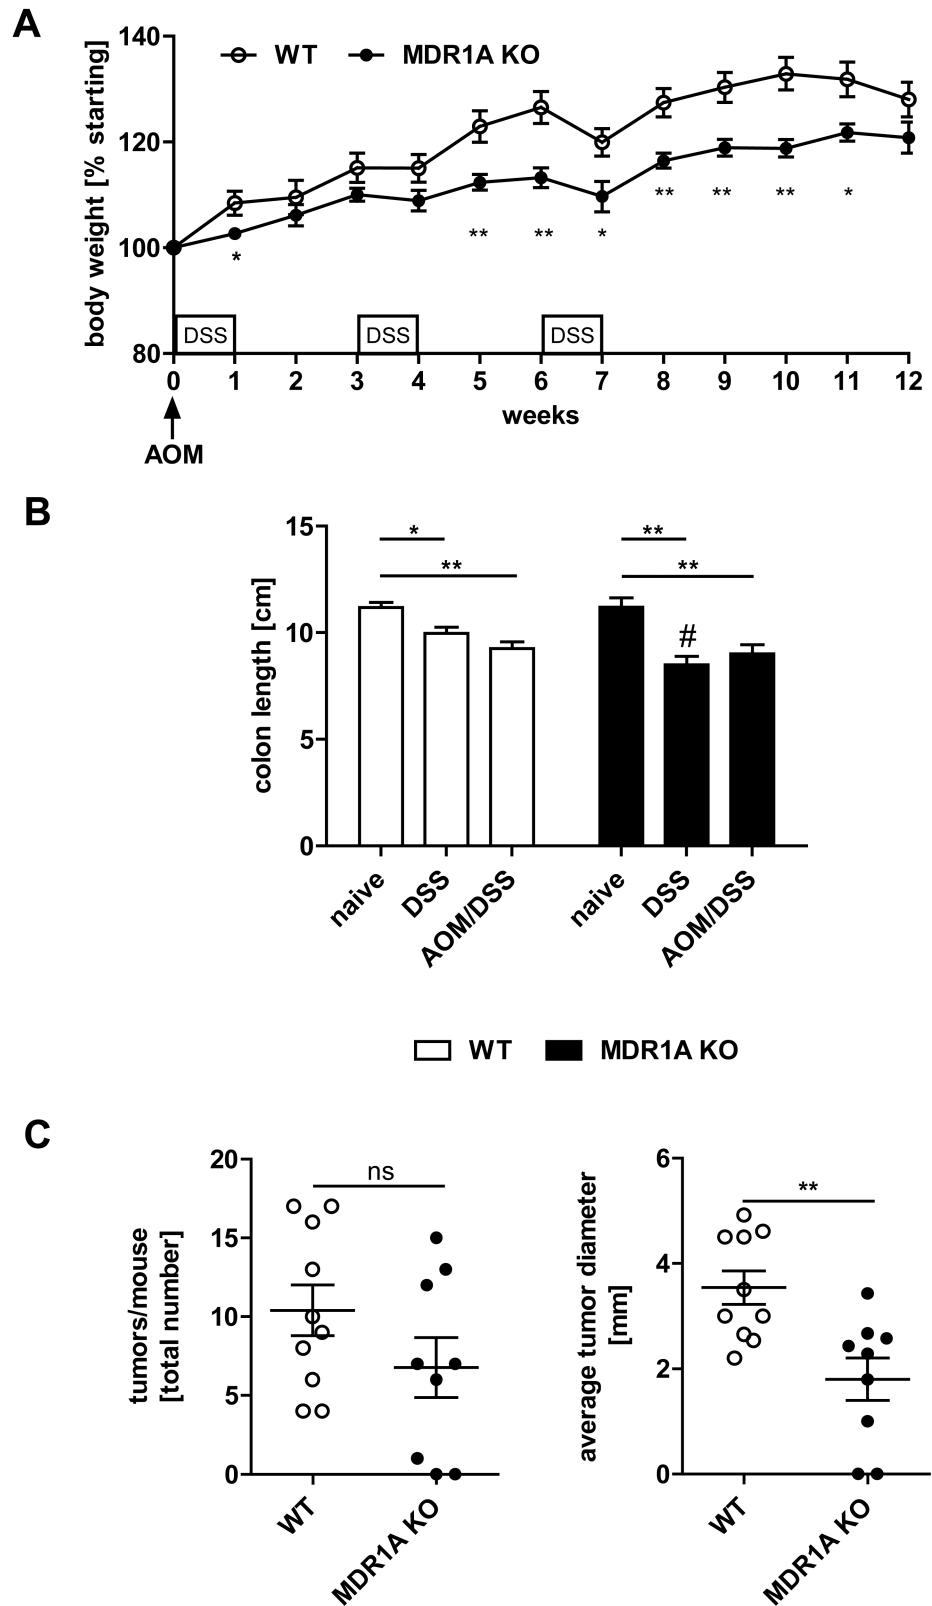 A
WT MDR1A KO
body weight [% starting]
140
120
100
80
* ** ** * ** ** ** *
DSS DSS DSS
0 1 2 3 4 5 6 7 8 9 10 11 12
weeks
AOM
B
colon length [cm]
15
10
5
0
* **
** **
#
naive DSS AOM/DSS naive DSS AOM/DSS
WT MDR1A KO
C
tumors/mouse
[total number]
20
15
10
5
0
ns
WT MDR1A KO
average tumor diameter
[mm]
6
4
2
0
**
WT MDR1A KO